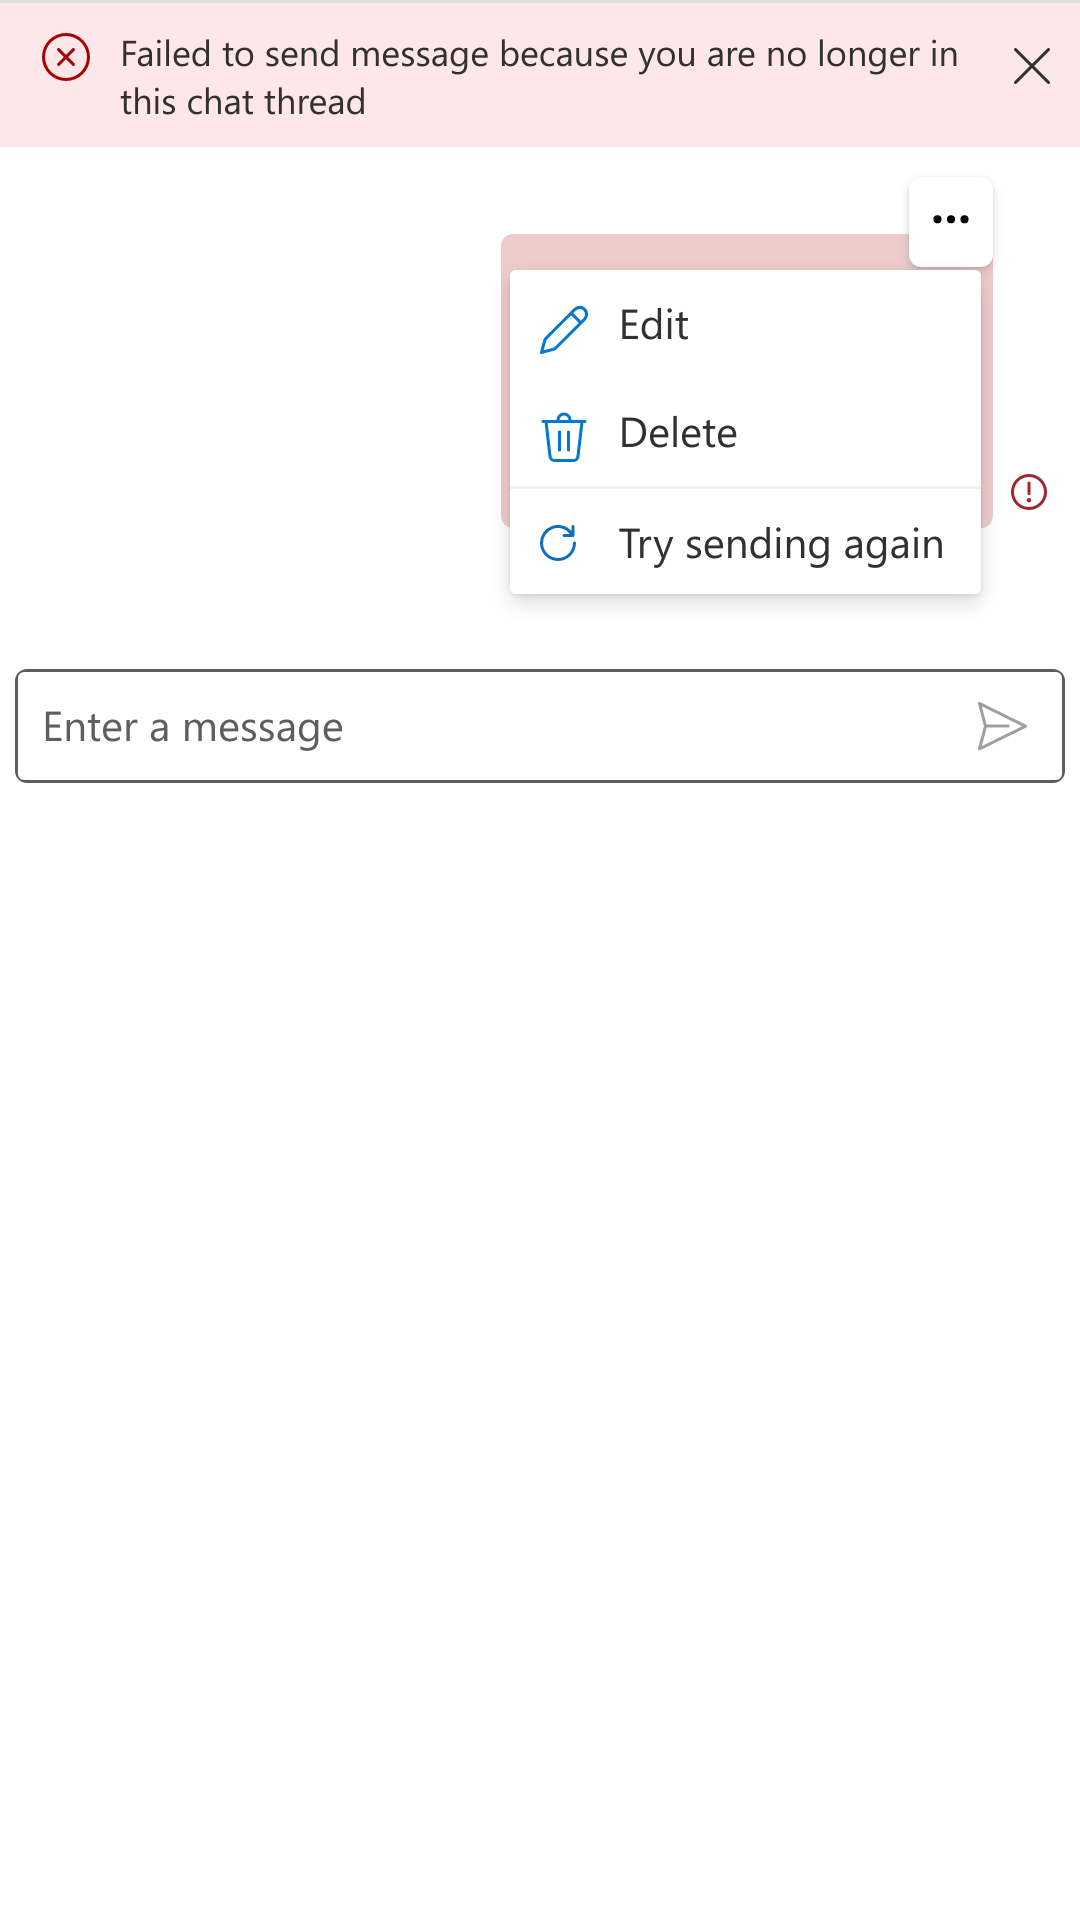 Failed to send message because you are no longer in
this chat thread
Edit
Delete
Try sending again
Enter a message